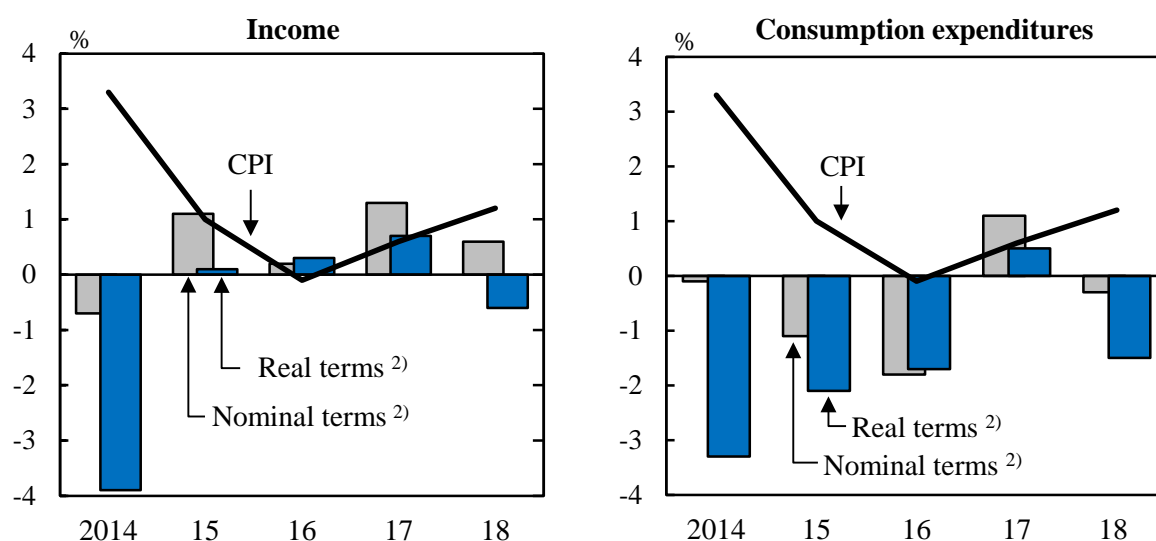 Income
%
4
3
2
1
0
-1
-2
-3
-4
CPI
Real terms 2)
Nominal terms 2)
2014 15 16 17 18
Consumption expenditures
%
4
3
2
1
0
-1
-2
-3
-4
CPI
Real terms 2)
Nominal terms 2)
2014 15 16 17 18